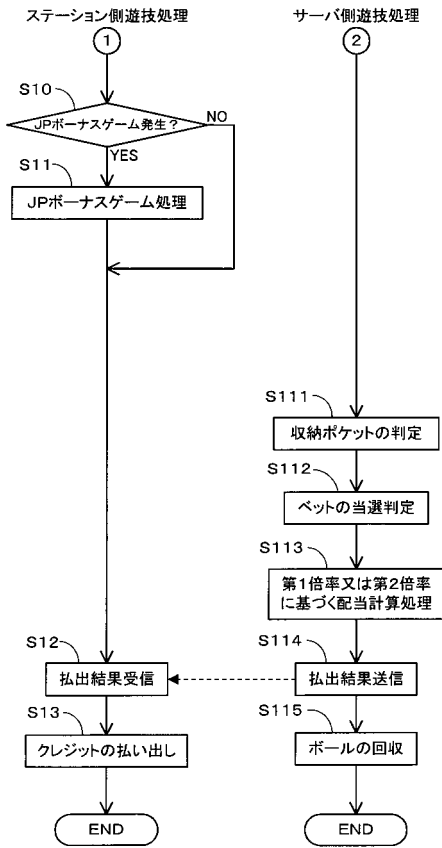 ステーション側遊技処理
1
S10
JPボーナスゲーム発生？
NO
YES
S11
JPボーナスゲーム処理
S12
払出結果受信
S13
クレジットの払い出し
END
サーバ側遊技処理
2
S111
収納ポケットの判定
S112
ベットの当選判定
S113
第1倍率又は第2倍率
に基づく配当計算処理
S114
払出結果送信
S115
ボールの回収
END